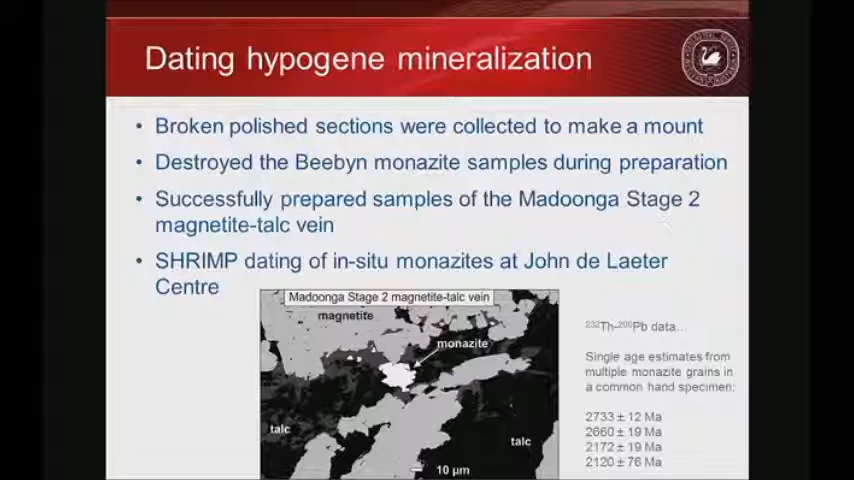 Dating hypogene mineralization
• Broken polished sections were collected to make a mount
• Destroyed the Beebyn monazite samples during preparation
• Successfully prepared samples of the Madoonga Stage 2
magnetite-talc vein
• SHRIMP dating of in-situ monazites at John de Laeter
Centre
Madoonga Stage 2 magnetite-talc vein
magnetite
monazite
talc
talc
10 µm
²³²Th-²⁰⁸Pb data..
Single age estimates from
multiple monazite grains in
a common hand specimen:
2733 ± 12 Ma
2660 ± 19 Ma
2172 ± 19 Ma
2120 ± 76 Ma